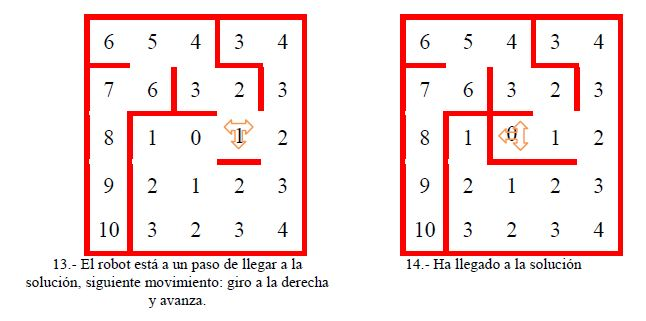 6 5 4 3 4
7 6 3 2 3
8 1 0 1 2
9 2 1 2 3
10 3 2 3 4
13.- El robot está a un paso de llegar a la
solución, siguiente movimiento: giro a la derecha
y avanza.
6 5 4 3 4
7 6 3 2 3
8 1 0 1 2
9 2 1 2 3
10 3 2 3 4
14.- Ha llegado a la solución